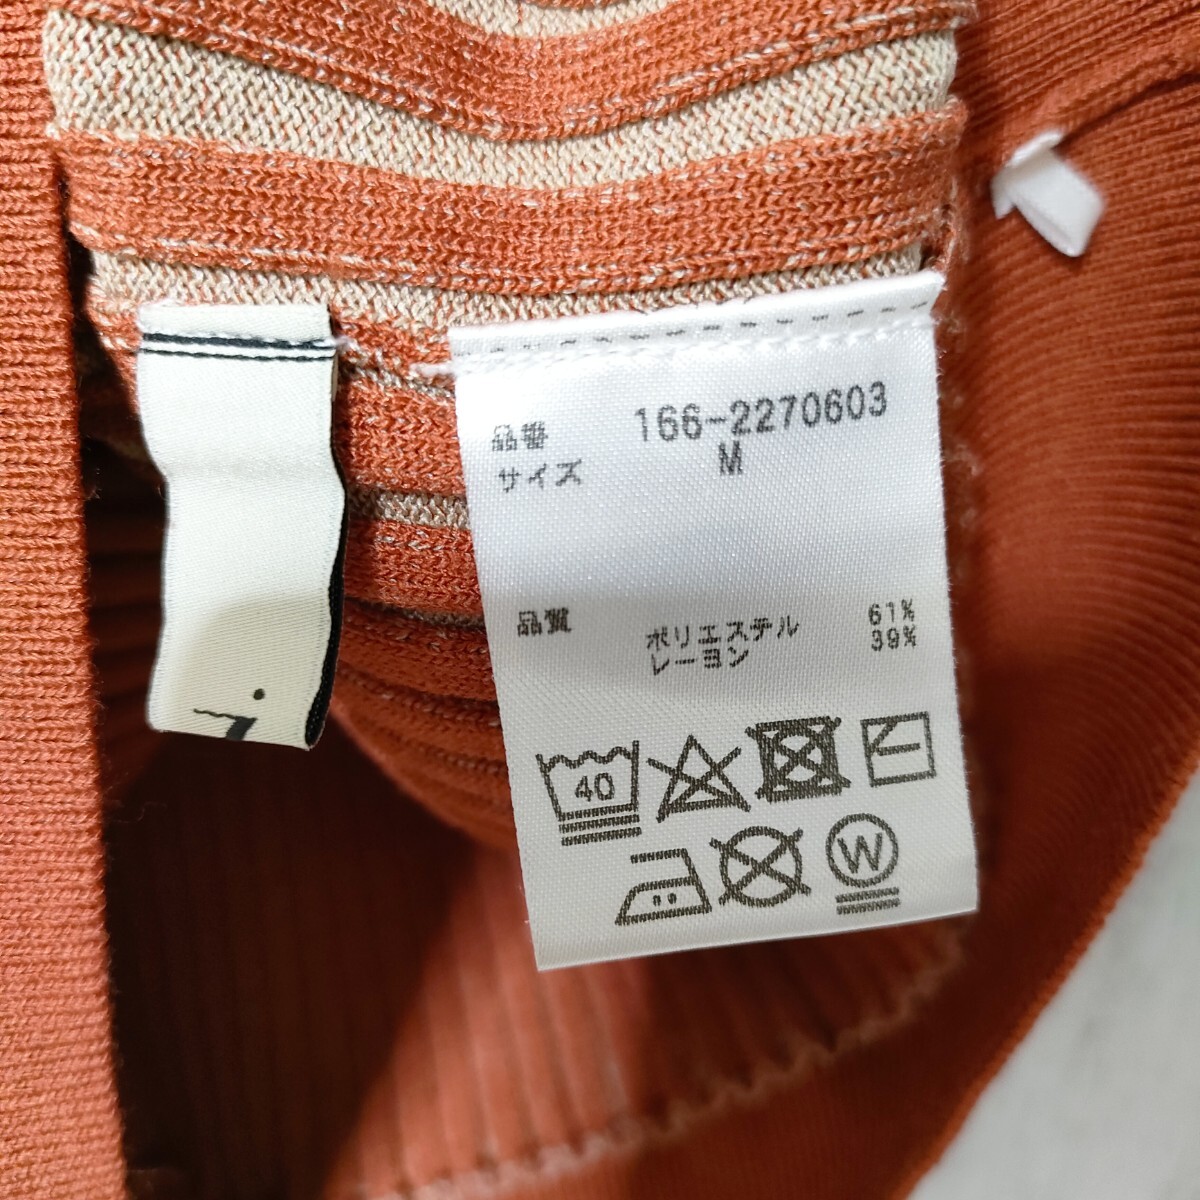 品番 166-2270603
サイズ M
品質 ポリエステル 61%
レーヨン 39%
40
W